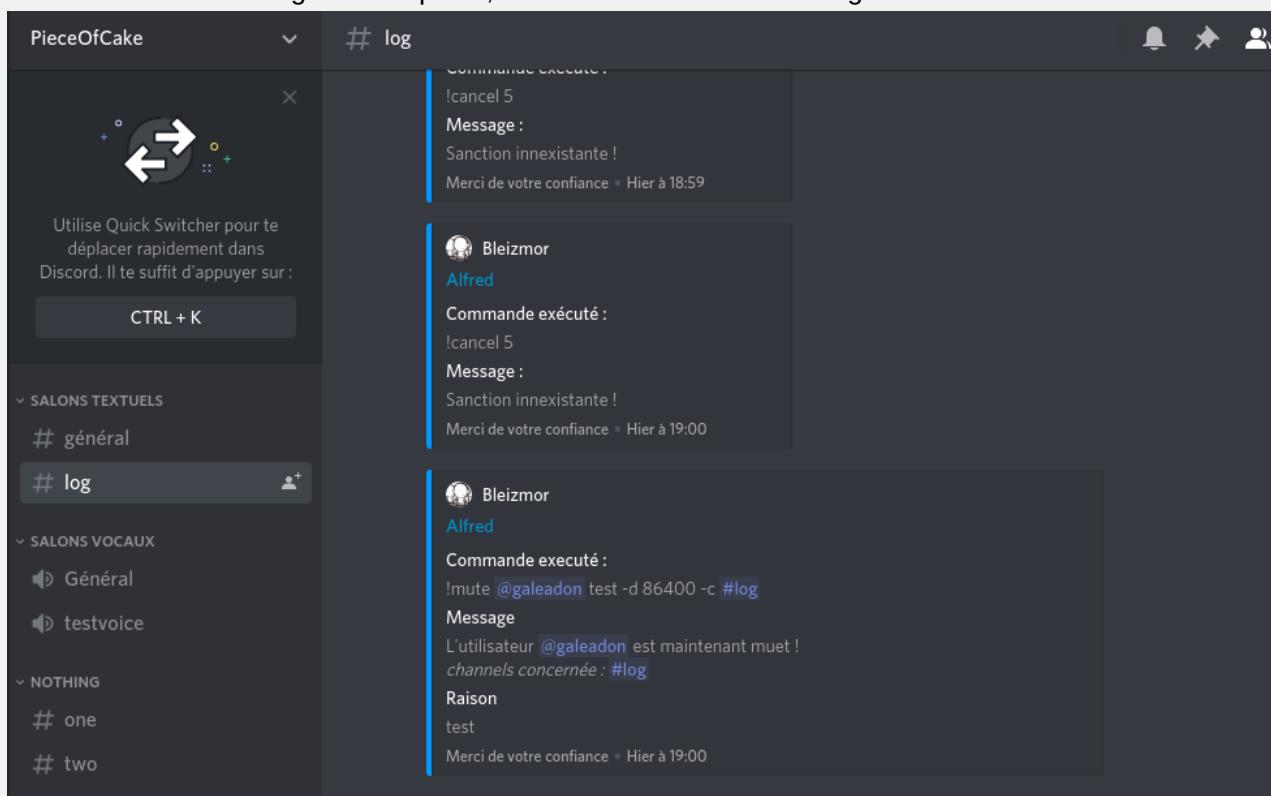 PieceOfCake
Utilise Quick Switcher pour te
déplacer rapidement dans
Discord. Il te suffit d'appuyer sur :
CTRL + K
SALONS TEXTUELS
# général
# log
SALONS VOCAUX
Général
testvoice
NOTHING
# one
# two
# log
!cancel 5
Message :
Sanction innexistante !
Merci de votre confiance • Hier à 18:59
Bleizmor
Alfred
Commande exécuté :
!cancel 5
Message :
Sanction innexistante !
Merci de votre confiance • Hier à 19:00
Bleizmor
Alfred
Commande executé :
!mute @galeadon test -d 86400 -c #log
Message
L'utilisateur @galeadon est maintenant muet !
channels concernée : #log
Raison
test
Merci de votre confiance • Hier à 19:00